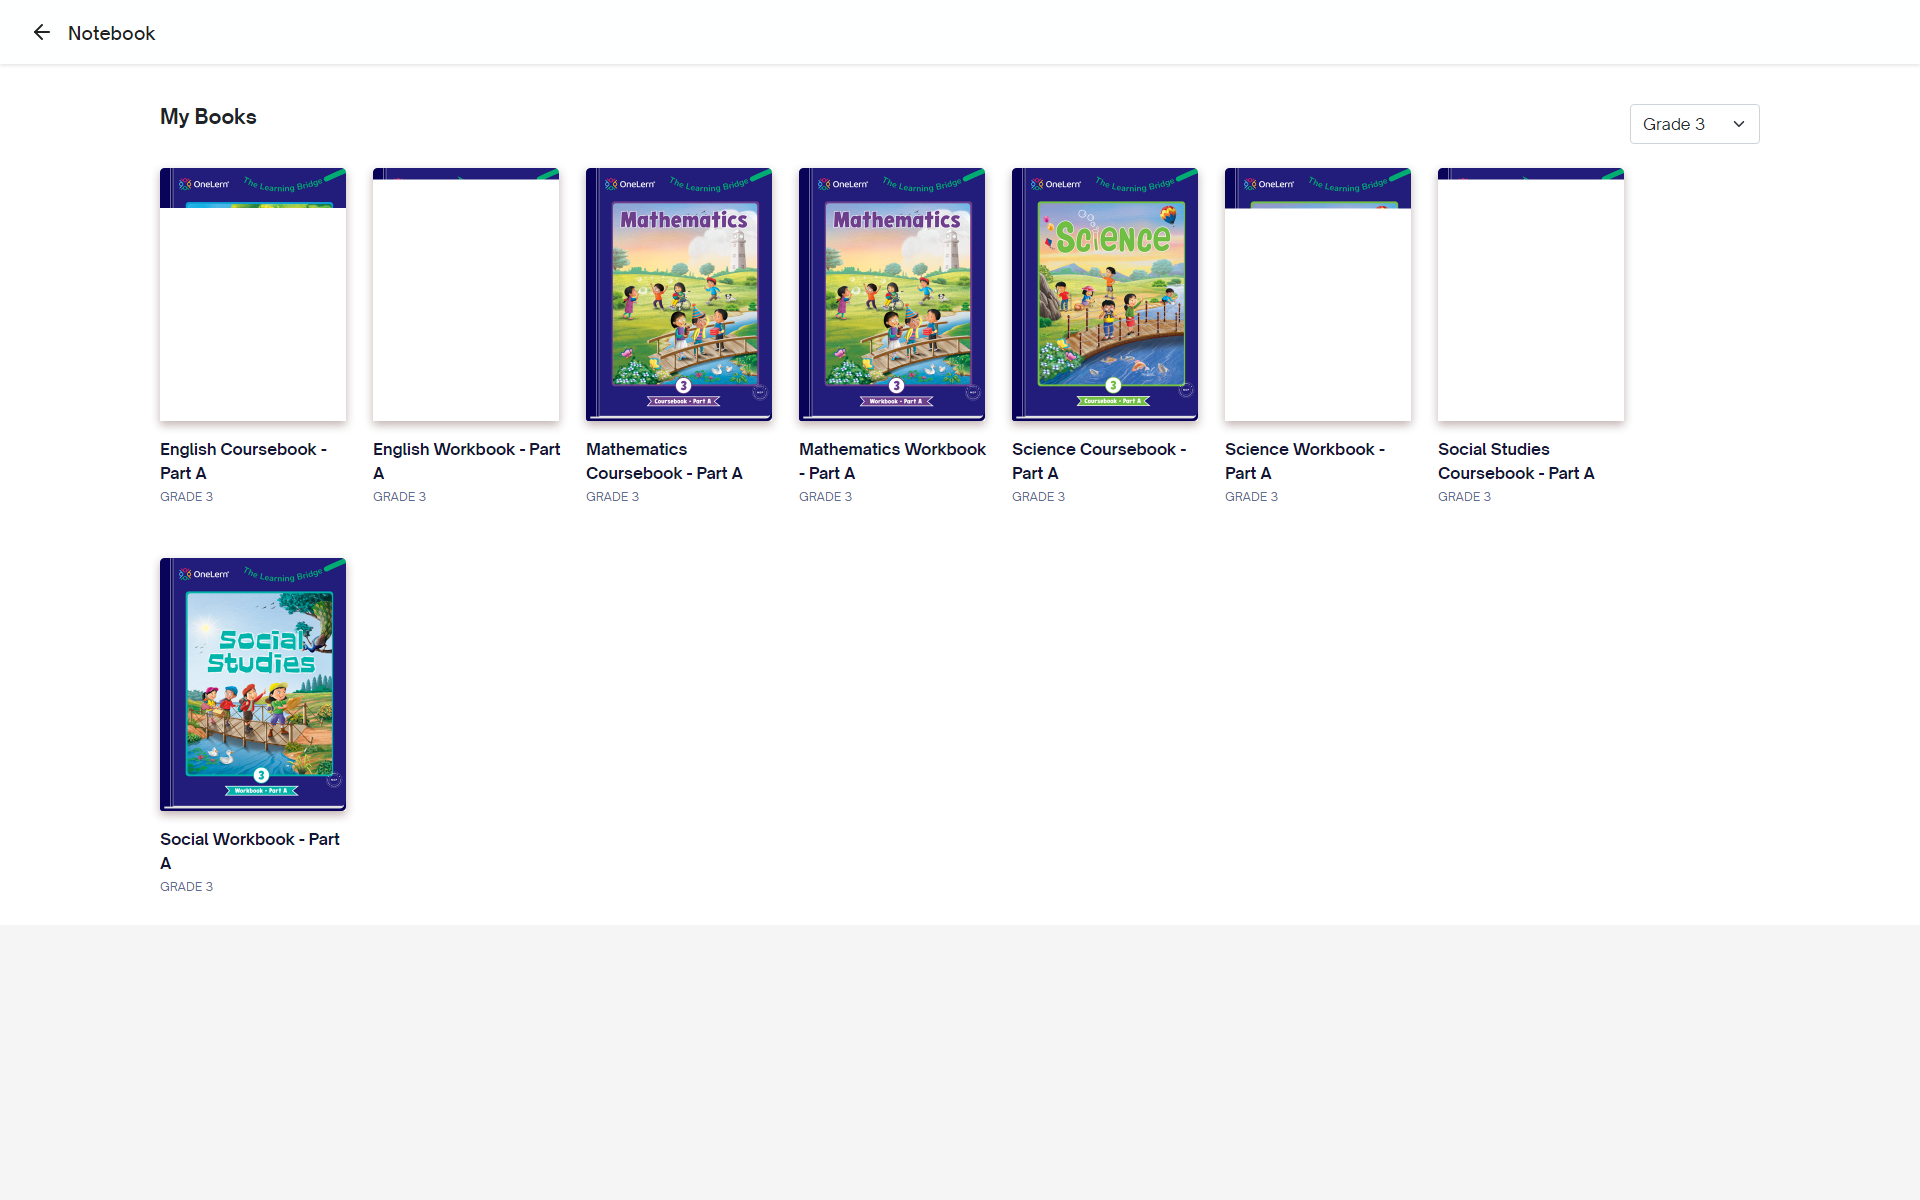 Notebook
My Books
Grade 3
OneLern The Learning Bridge
OneLern The Learning Bridge
Mathematics
3
Coursebook - Part A
OneLern The Learning Bridge
Mathematics
3
Workbook - Part A
OneLern The Learning Bridge
Science
3
Coursebook - Part A
OneLern The Learning Bridge
English Coursebook -
Part A
GRADE 3
English Workbook - Part
A
GRADE 3
Mathematics
Coursebook - Part A
GRADE 3
Mathematics Workbook
- Part A
GRADE 3
Science Coursebook -
Part A
GRADE 3
Science Workbook -
Part A
GRADE 3
Social Studies
Coursebook - Part A
GRADE 3
OneLern The Learning Bridge
Social
Studies
3
Workbook - Part A
Social Workbook - Part
A
GRADE 3